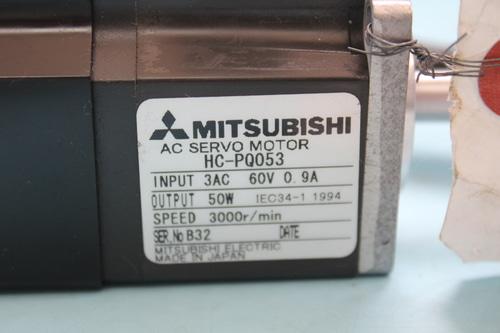 MITSUBISHI
AC SERVO MOTOR
HC-PQ053
INPUT 3AC 60V 0.9A
OUTPUT 50W IEC34-1 1994
SPEED 3000r/min
SER.No B32 DATE
MITSUBISHI ELECTRIC
MADE IN JAPAN